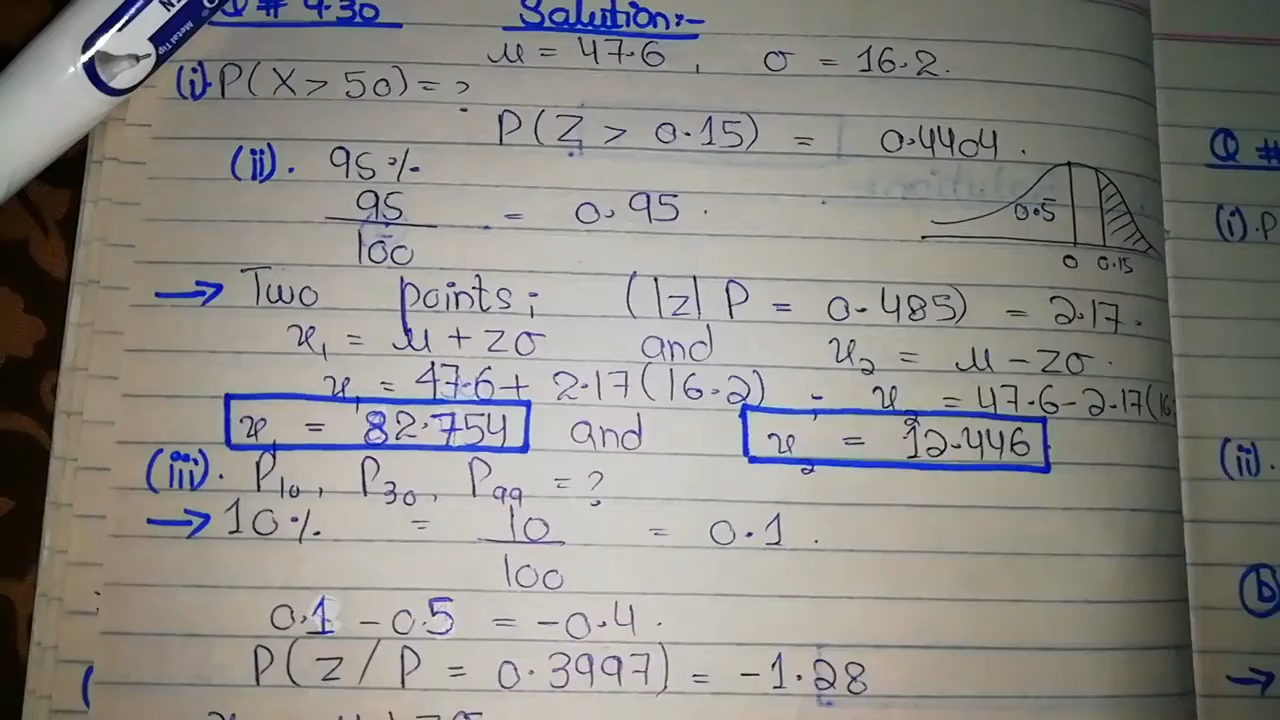 Metal Tip
Q # 9.30 Solution:-
μ = 47.6 , σ = 16.2.
(i). P(X > 50) = ?
P(Z > 0.15) = 0.4404.
(ii). 95%
95/100 = 0.95.
0.5
0 0.15
→ Two points; (|z| P = 0.485) = 2.17.
x₁ = μ + zσ and x₂ = μ - zσ.
x₁ = 47.6 + 2.17(16.2) ; x₂ = 47.6 - 2.17(16
x₁ = 82.754 and x₂ = 12.446
(iii). P₁₀, P₃₀, P₉₉ = ?
→ 10% = 10/100 = 0.1.
0.1 - 0.5 = -0.4.
P(z/P = 0.3997) = -1.28
Q #
(i). P
(ii).
(b)
→